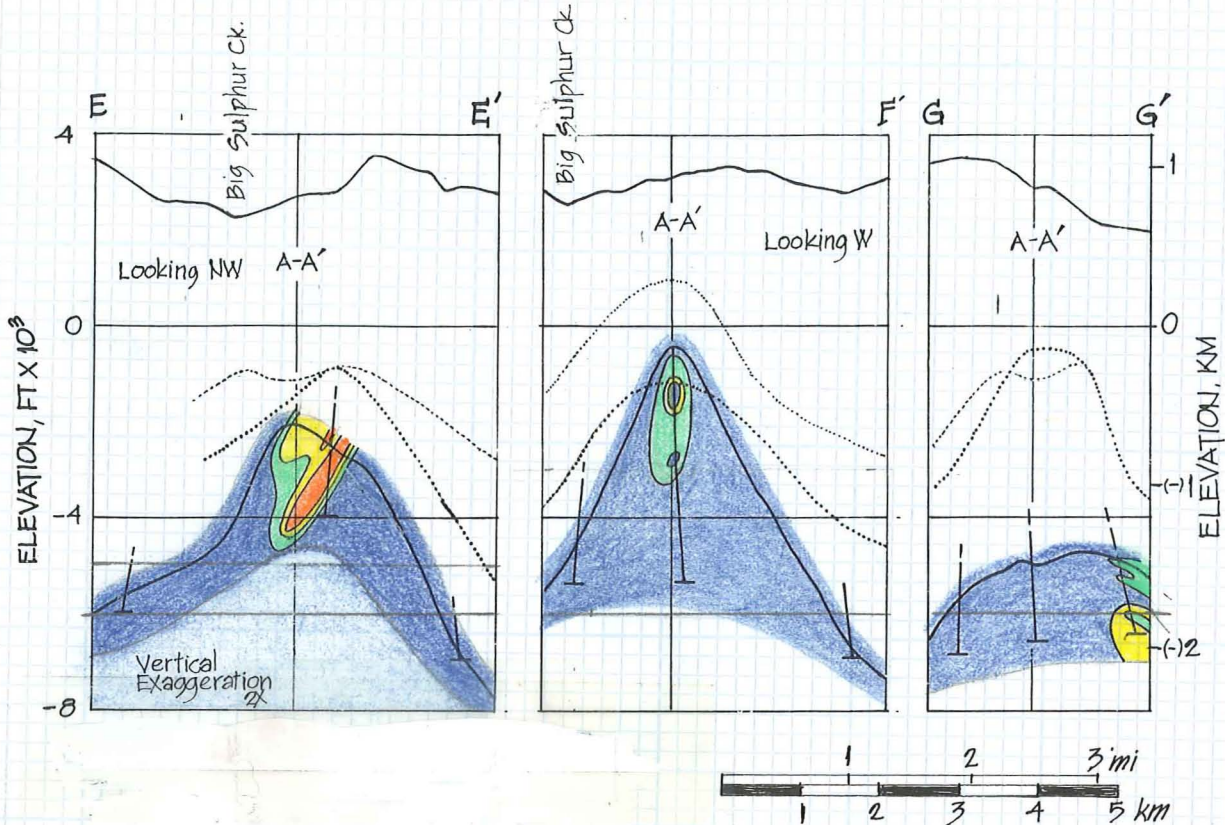 Big Sulphur Ck.
Big Sulphur Ck
E
E'
F'
G
G'
4
1
A-A'
Looking W
Looking NW
A-A'
A-A'
0
0
ELEVATION, FT X 10³
ELEVATION, KM
(-)1
-4
Vertical
Exaggeration
2X
(-)2
-8
1
2
3 mi
1
2
3
4
5 km